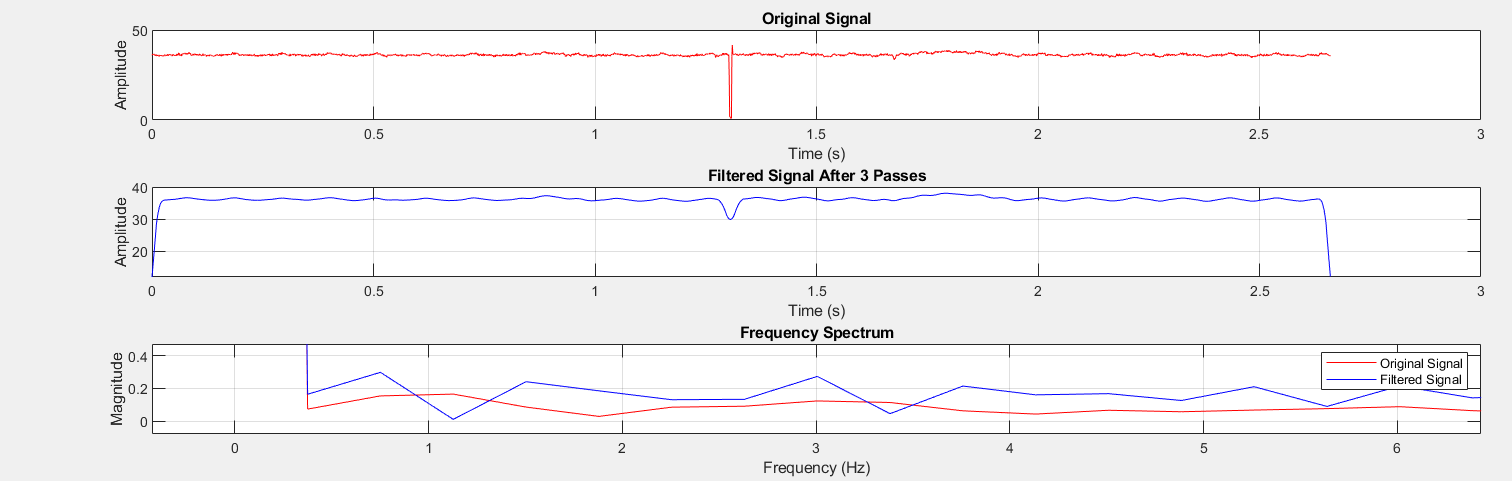 Original Signal
50
0
Amplitude
0 0.5 1 1.5 2 2.5 3
Time (s)
Filtered Signal After 3 Passes
40
30
20
Amplitude
0 0.5 1 1.5 2 2.5 3
Time (s)
Frequency Spectrum
0.4
0.2
0
Magnitude
Original Signal
Filtered Signal
0 1 2 3 4 5 6
Frequency (Hz)